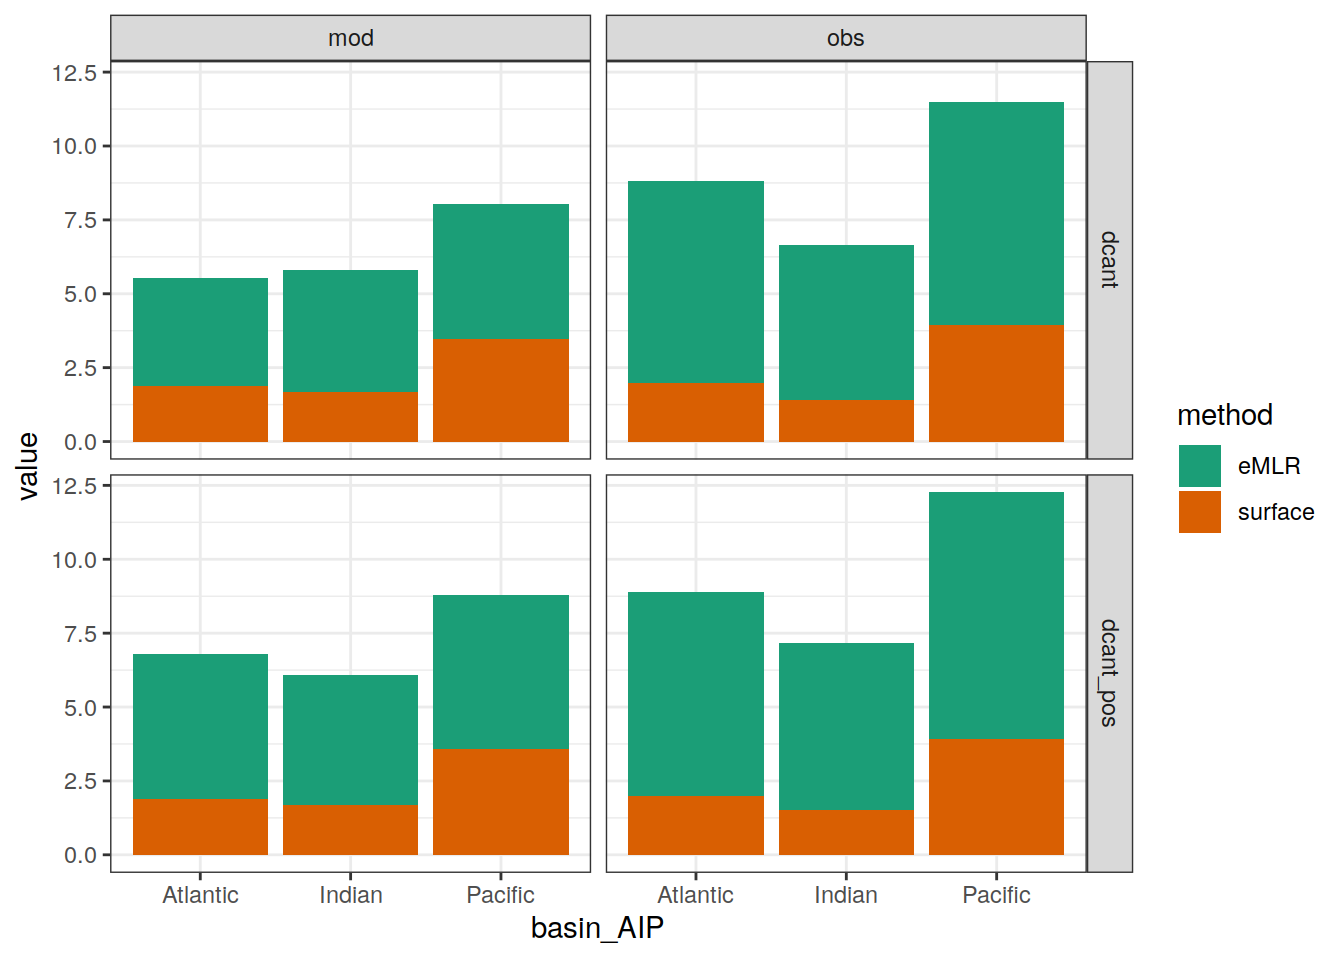 mod
obs
12.5
10.0
7.5
5.0
2.5
0.0
dcant
12.5
10.0
7.5
5.0
2.5
0.0
dcant_pos
value
Atlantic
Indian
Pacific
Atlantic
Indian
Pacific
basin_AIP
method
eMLR
surface